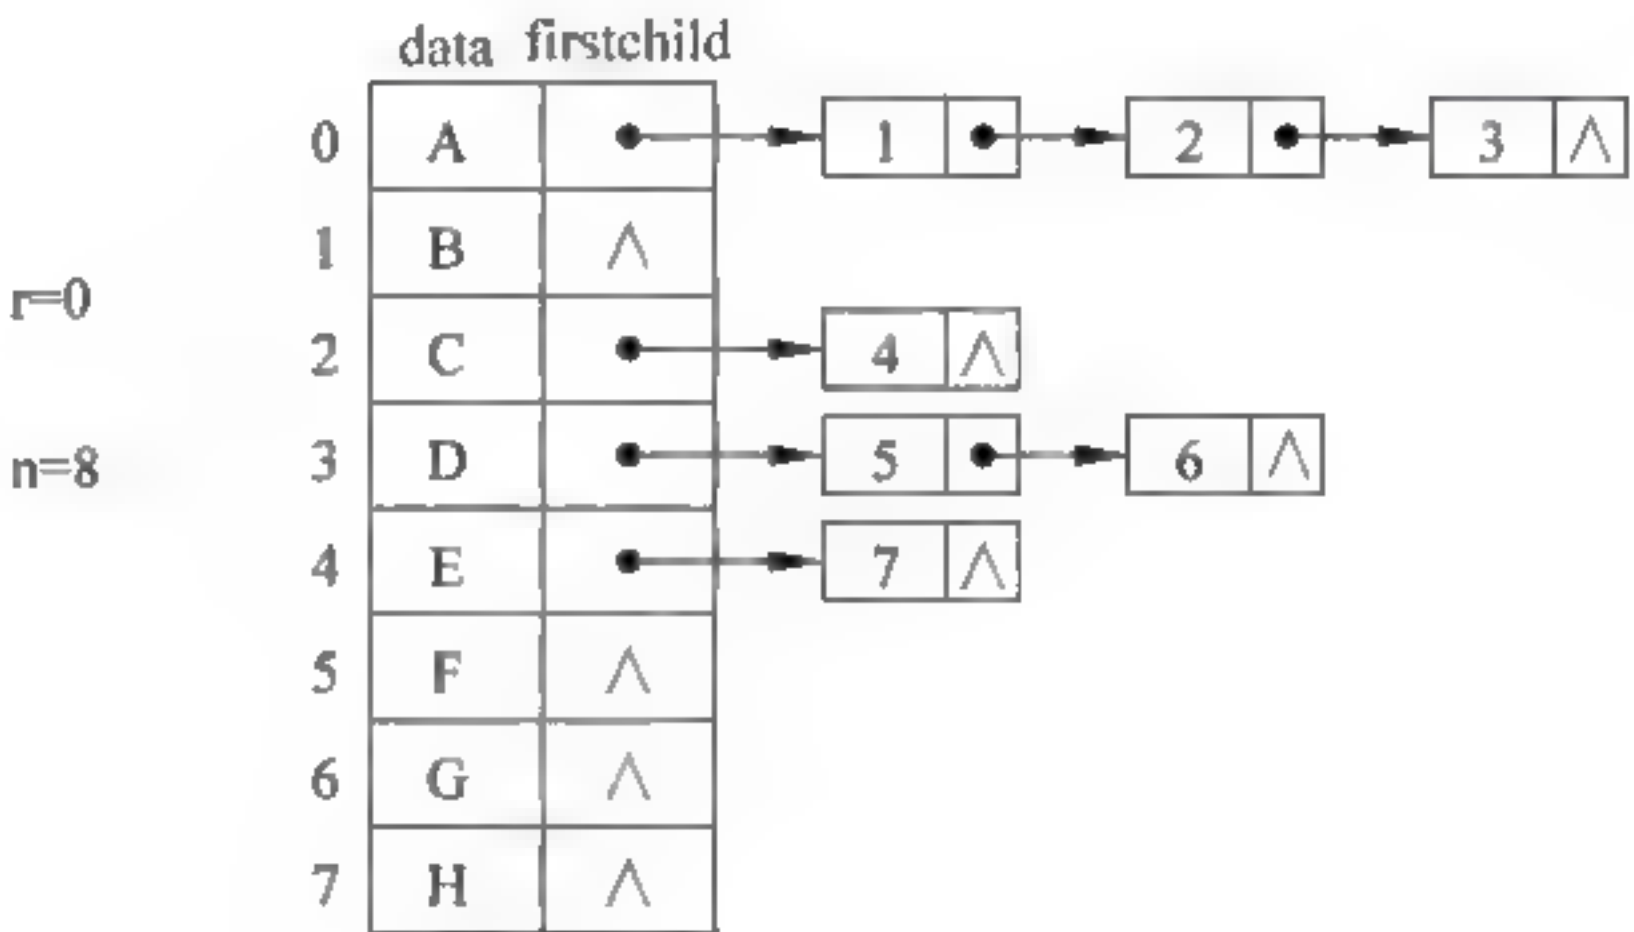 data firstchild
0 A 1 2 3 ∧
1 B ∧
r=0
2 C 4 ∧
3 D 5 6 ∧
n=8
4 E 7 ∧
5 F ∧
6 G ∧
7 H ∧